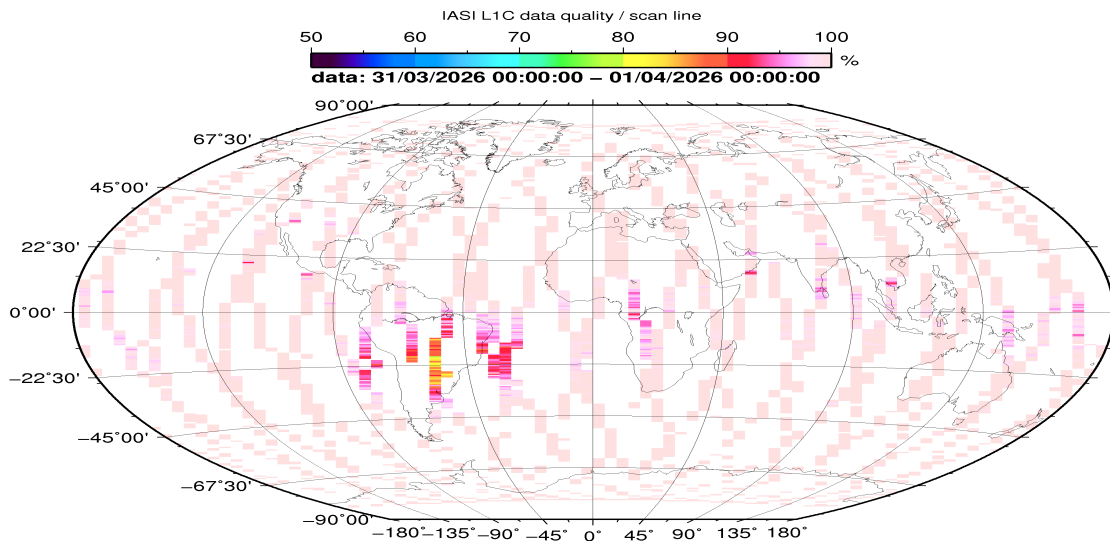 IASI L1C data quality / scan line
50 60 70 80 90 100
%
data: 31/03/2026 00:00:00 − 01/04/2026 00:00:00
90°00'
67°30'
45°00'
22°30'
0°00'
−22°30'
−45°00'
−67°30'
−90°00'
−180° −135° −90° −45° 0° 45° 90° 135° 180°